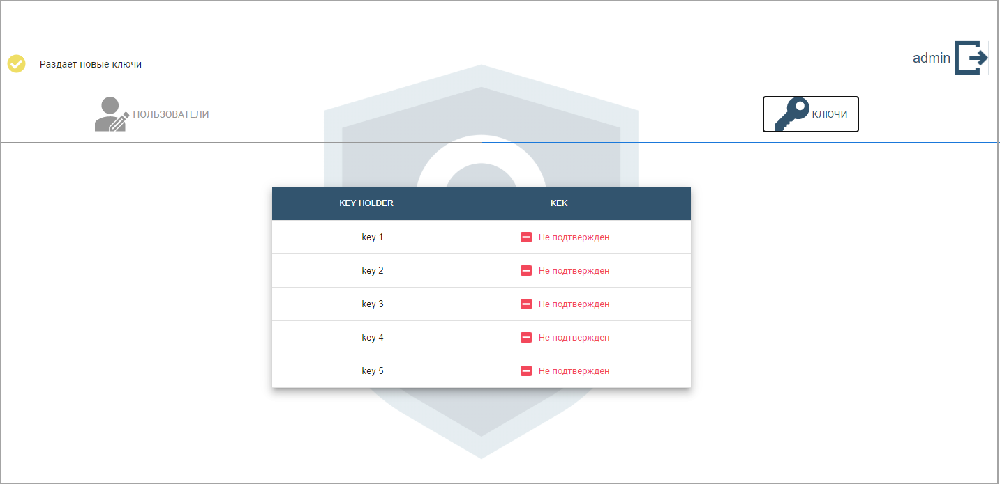 admin
Раздает новые ключи
ПОЛЬЗОВАТЕЛИ
КЛЮЧИ
KEY HOLDER KEK
key 1 Не подтвержден
key 2 Не подтвержден
key 3 Не подтвержден
key 4 Не подтвержден
key 5 Не подтвержден